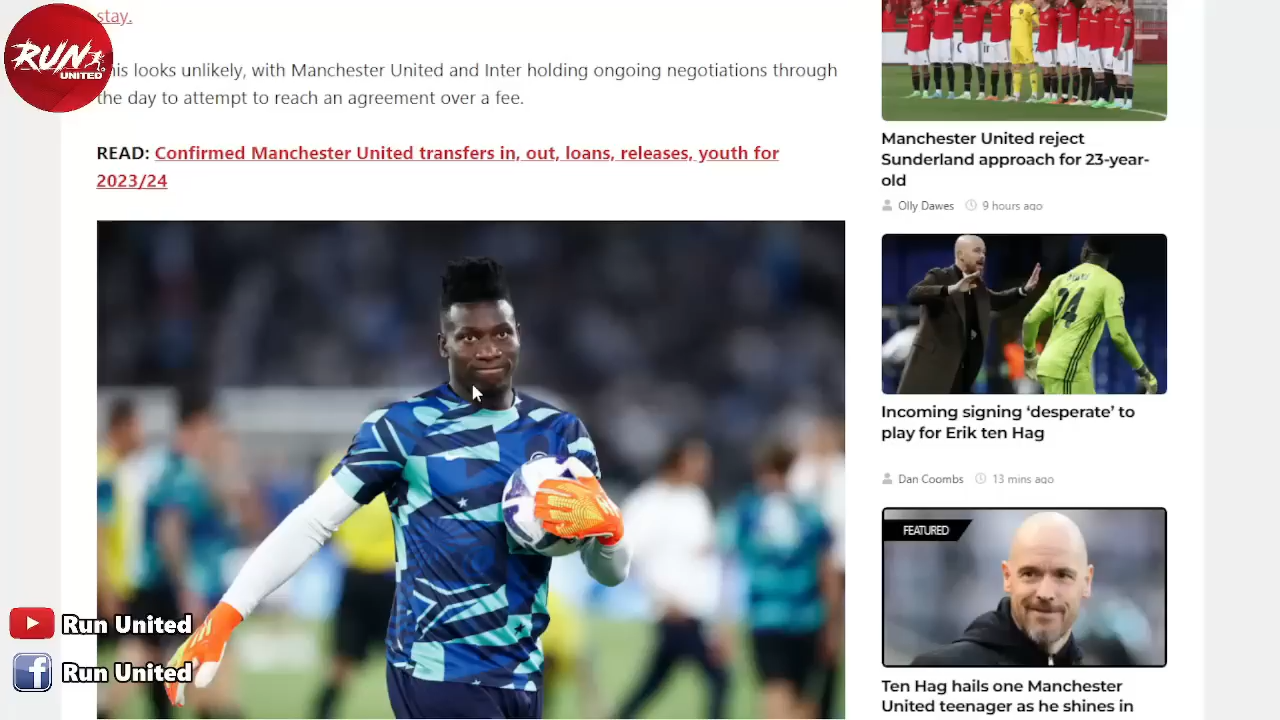 stay.
RUN
UNITED
his looks unlikely, with Manchester United and Inter holding ongoing negotiations through
the day to attempt to reach an agreement over a fee.
READ: Confirmed Manchester United transfers in, out, loans, releases, youth for
2023/24
Run United
Run United
Manchester United reject
Sunderland approach for 23-year-
old
Olly Dawes 9 hours ago
24
Incoming signing ‘desperate’ to
play for Erik ten Hag
Dan Coombs 13 mins ago
FEATURED
Ten Hag hails one Manchester
United teenager as he shines in